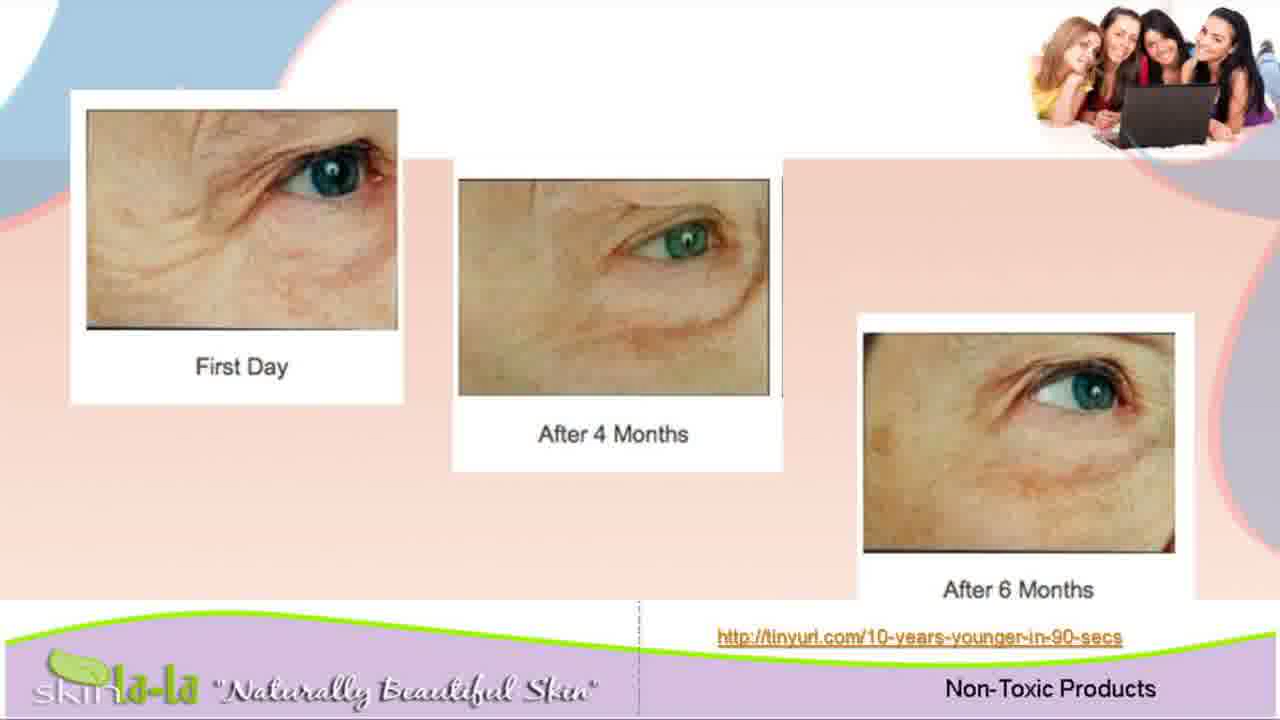 First Day
After 4 Months
After 6 Months
http://tinyurl.com/10-years-younger-in-90-secs
skin la-la "Naturally Beautiful Skin"
Non-Toxic Products